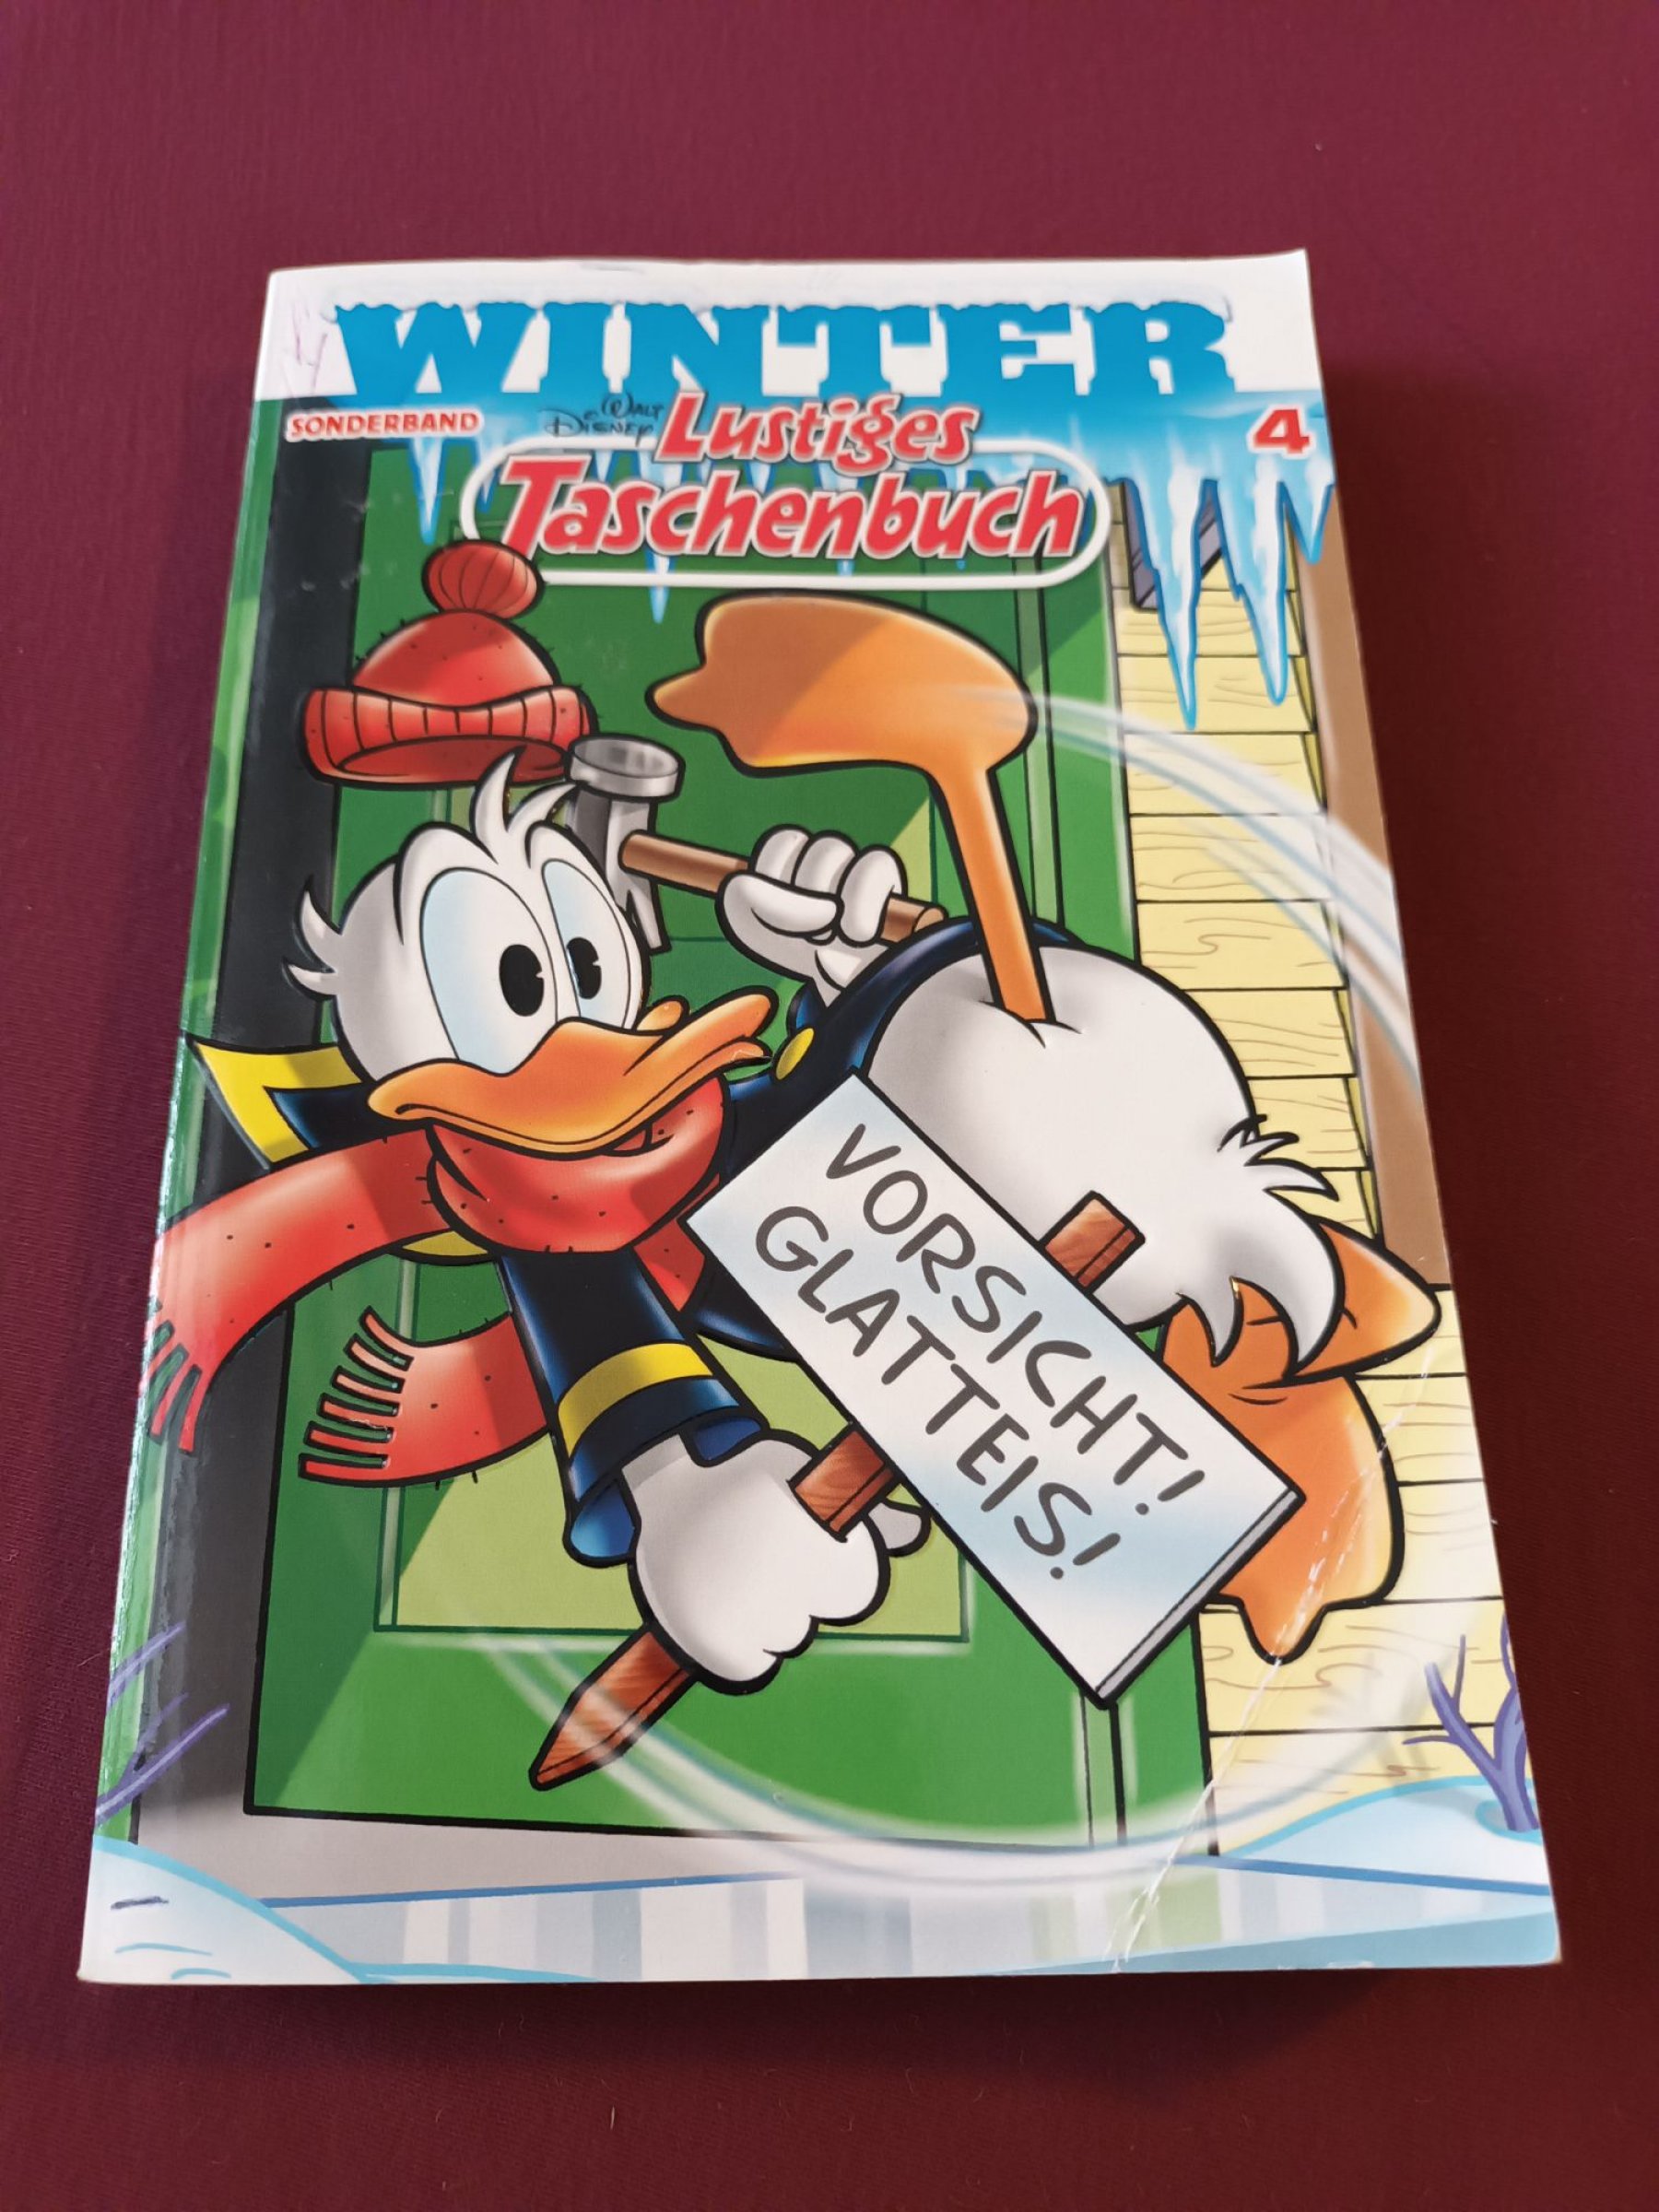 WINTER
SONDERBAND
WALT DISNEY
Lustiges
Taschenbuch
4
VORSICHT!
GLATTEIS!